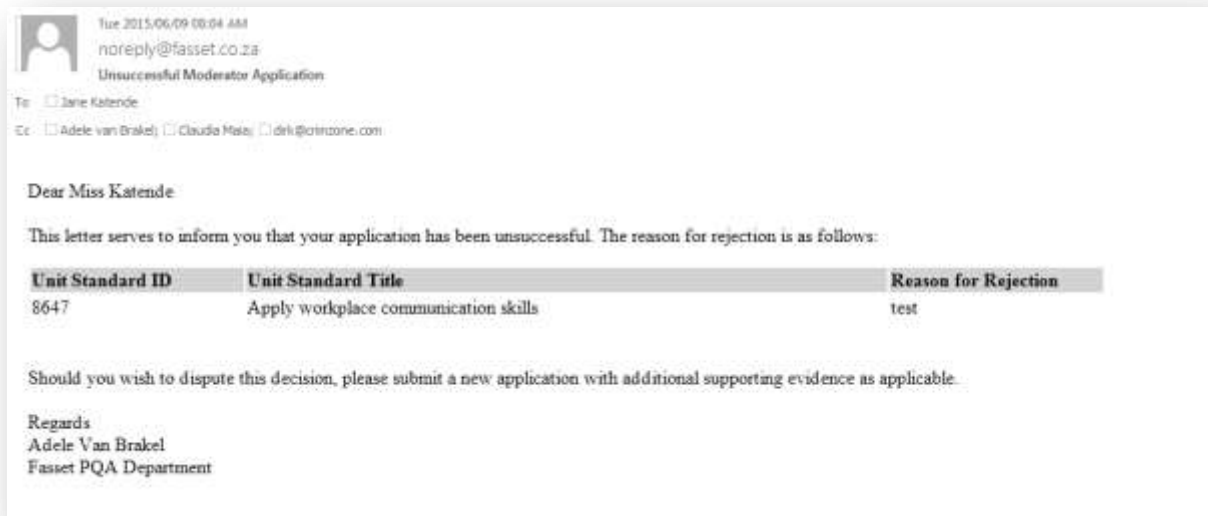 Tue 2015/06/09 08:04 AM
noreply@fasset.co.za
Unsuccessful Moderator Application
To Jane Katende
Cc Adele van Brakel; Claudia Maia; dirk@crimzone.com
Dear Miss Katende
This letter serves to inform you that your application has been unsuccessful. The reason for rejection is as follows:
Unit Standard ID Unit Standard Title Reason for Rejection
8647 Apply workplace communication skills test
Should you wish to dispute this decision, please submit a new application with additional supporting evidence as applicable.
Regards
Adele Van Brakel
Fasset PQA Department